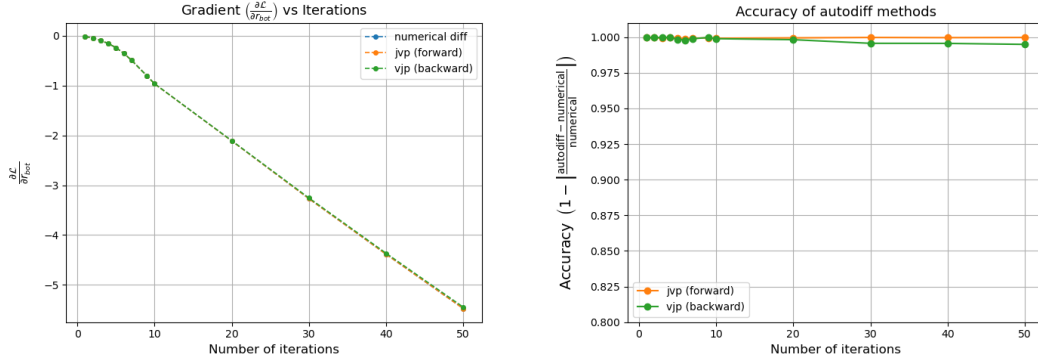 Gradient (∂ℒ/∂r_bot) vs Iterations
0
−1
−2
−3
−4
−5
∂ℒ/∂r_bot
numerical diff
jvp (forward)
vjp (backward)
0 10 20 30 40 50
Number of iterations
Accuracy of autodiff methods
1.000
0.975
0.950
0.925
0.900
0.875
0.850
0.825
0.800
Accuracy (1 − |autodiff − numerical / numerical|)
jvp (forward)
vjp (backward)
0 10 20 30 40 50
Number of iterations